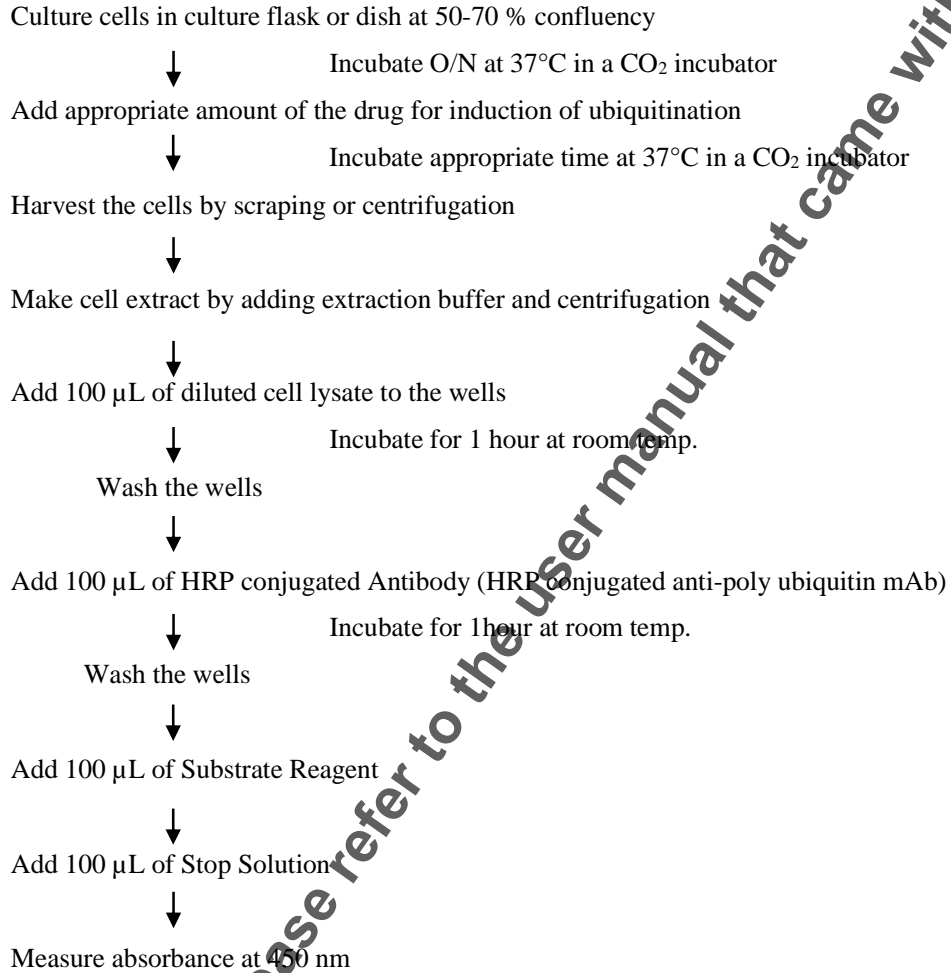 Culture cells in culture flask or dish at 50-70 % confluency
Incubate O/N at 37°C in a CO₂ incubator
Add appropriate amount of the drug for induction of ubiquitination
Incubate appropriate time at 37°C in a CO₂ incubator
Harvest the cells by scraping or centrifugation
Make cell extract by adding extraction buffer and centrifugation
Add 100 µL of diluted cell lysate to the wells
Incubate for 1 hour at room temp.
Wash the wells
Add 100 µL of HRP conjugated Antibody (HRP conjugated anti-poly ubiquitin mAb)
Incubate for 1hour at room temp.
Wash the wells
Add 100 µL of Substrate Reagent
Add 100 µL of Stop Solution
Measure absorbance at 450 nm
refer to the user manual that came